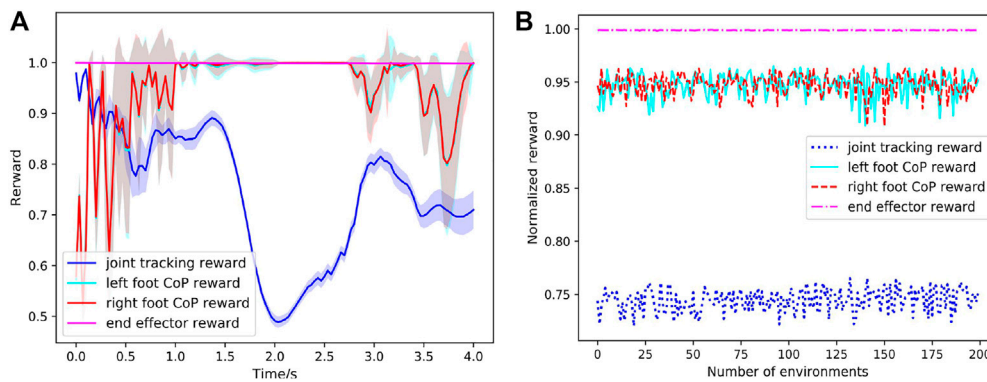 A
Rerward
1.0
0.9
0.8
0.7
0.6
0.5
joint tracking reward
left foot CoP reward
right foot CoP reward
end effector reward
0.0 0.5 1.0 1.5 2.0 2.5 3.0 3.5 4.0
Time/s
B
Normalized rerward
1.00
0.95
0.90
0.85
0.80
0.75
joint tracking reward
left foot CoP reward
right foot CoP reward
end effector reward
0 25 50 75 100 125 150 175 200
Number of environments